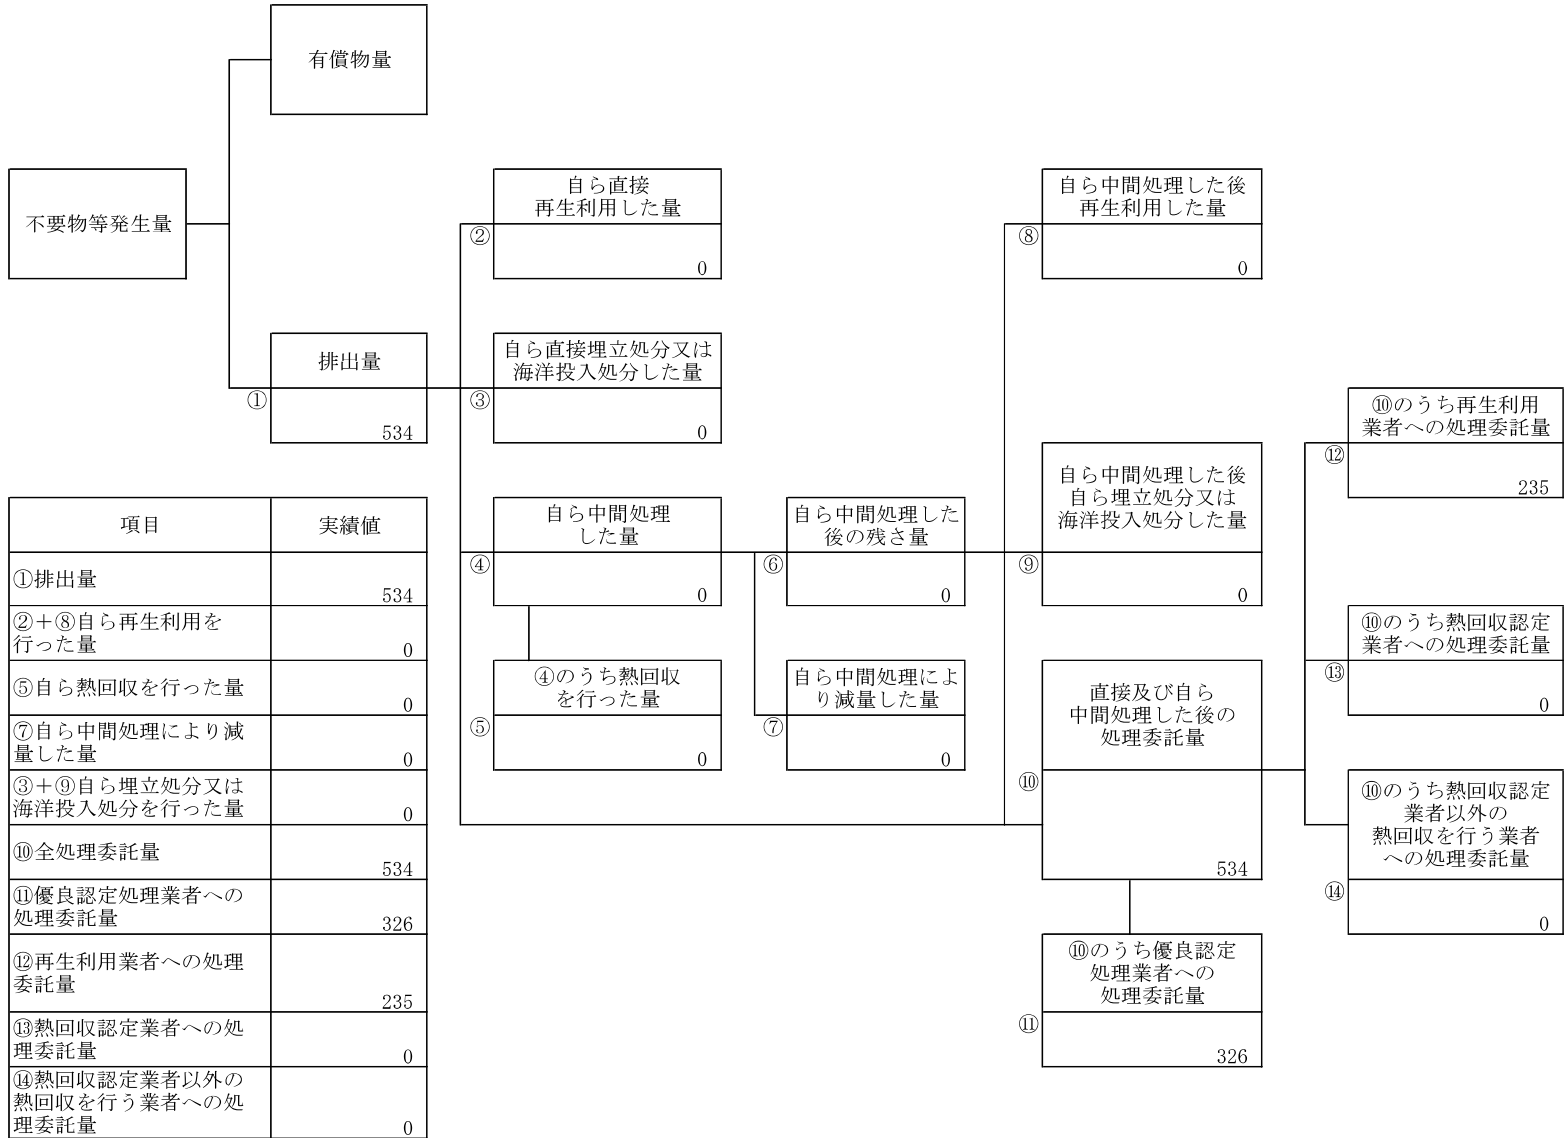 有償物量
不要物等発生量
自ら直接
再生利用した量
②
0
自ら中間処理した後
再生利用した量
⑧
0
排出量
①
534
自ら直接埋立処分又は
海洋投入処分した量
③
0
⑩のうち再生利用
業者への処理委託量
⑫
235
自ら中間処理
した量
④
0
自ら中間処理した
後の残さ量
⑥
0
自ら中間処理した後
自ら埋立処分又は
海洋投入処分した量
⑨
0
⑩のうち熱回収認定
業者への処理委託量
⑬
0
④のうち熱回収
を行った量
⑤
0
自ら中間処理によ
り減量した量
⑦
0
直接及び自ら
中間処理した後の
処理委託量
⑩
534
⑩のうち熱回収認定
業者以外の
熱回収を行う業者
への処理委託量
⑭
0
⑩のうち優良認定
処理業者への
処理委託量
⑪
326
項目 実績値
①排出量
534
②＋⑧自ら再生利用を
行った量
0
⑤自ら熱回収を行った量
0
⑦自ら中間処理により減
量した量
0
③＋⑨自ら埋立処分又は
海洋投入処分を行った量
0
⑩全処理委託量
534
⑪優良認定処理業者への
処理委託量
326
⑫再生利用業者への処理
委託量
235
⑬熱回収認定業者への処
理委託量
0
⑭熱回収認定業者以外の
熱回収を行う業者への処
理委託量
0